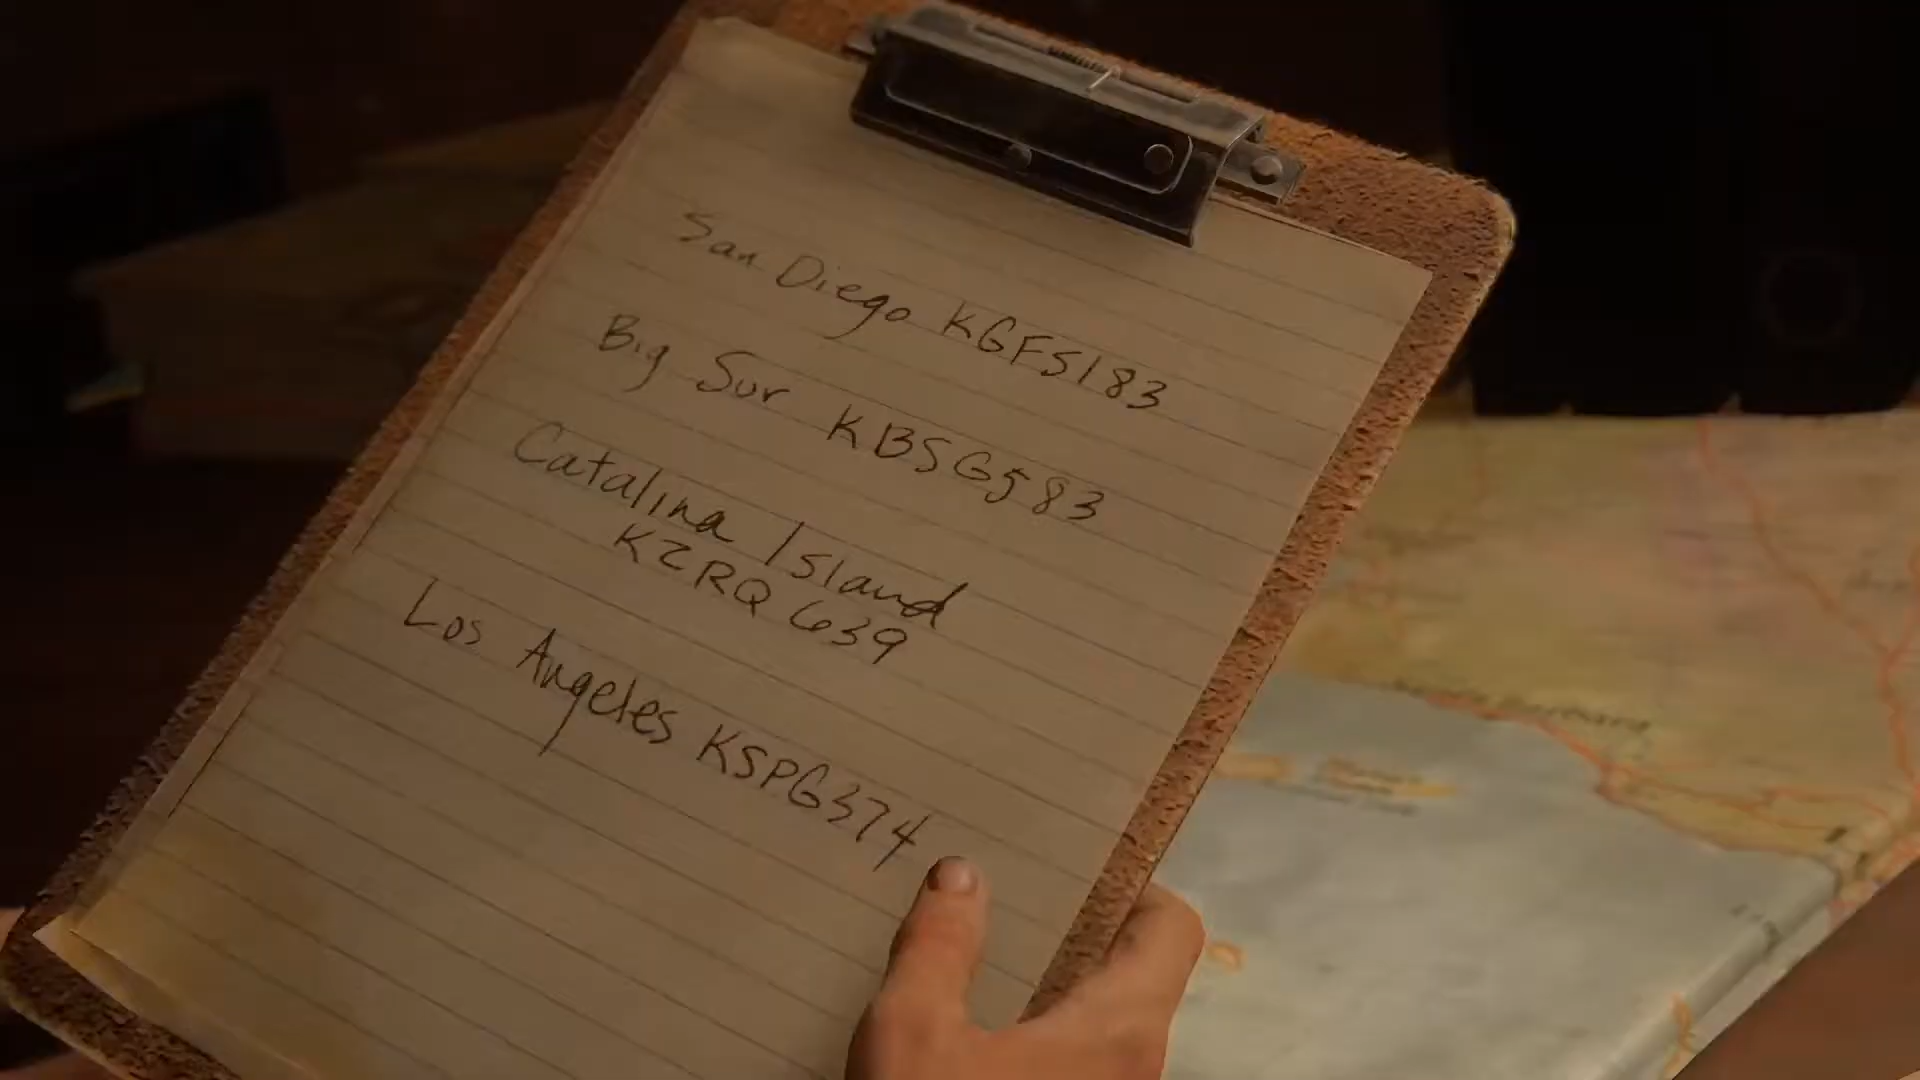 San Diego KGFS183
Big Sur KBSG583
Catalina Island
KZRQ639
Los Angeles KSPG374